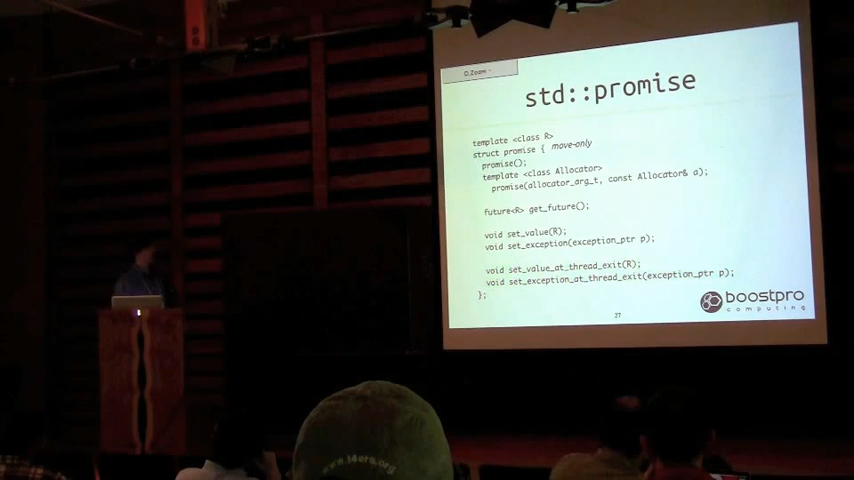 D.Zoom -
std::promise
template <class R>
struct promise { move-only
promise();
template <class Allocator>
promise(allocator_arg_t, const Allocator& a);
future<R> get_future();
void set_value(R);
void set_exception(exception_ptr p);
void set_value_at_thread_exit(R);
void set_exception_at_thread_exit(exception_ptr p);
};
27
boostpro
computing